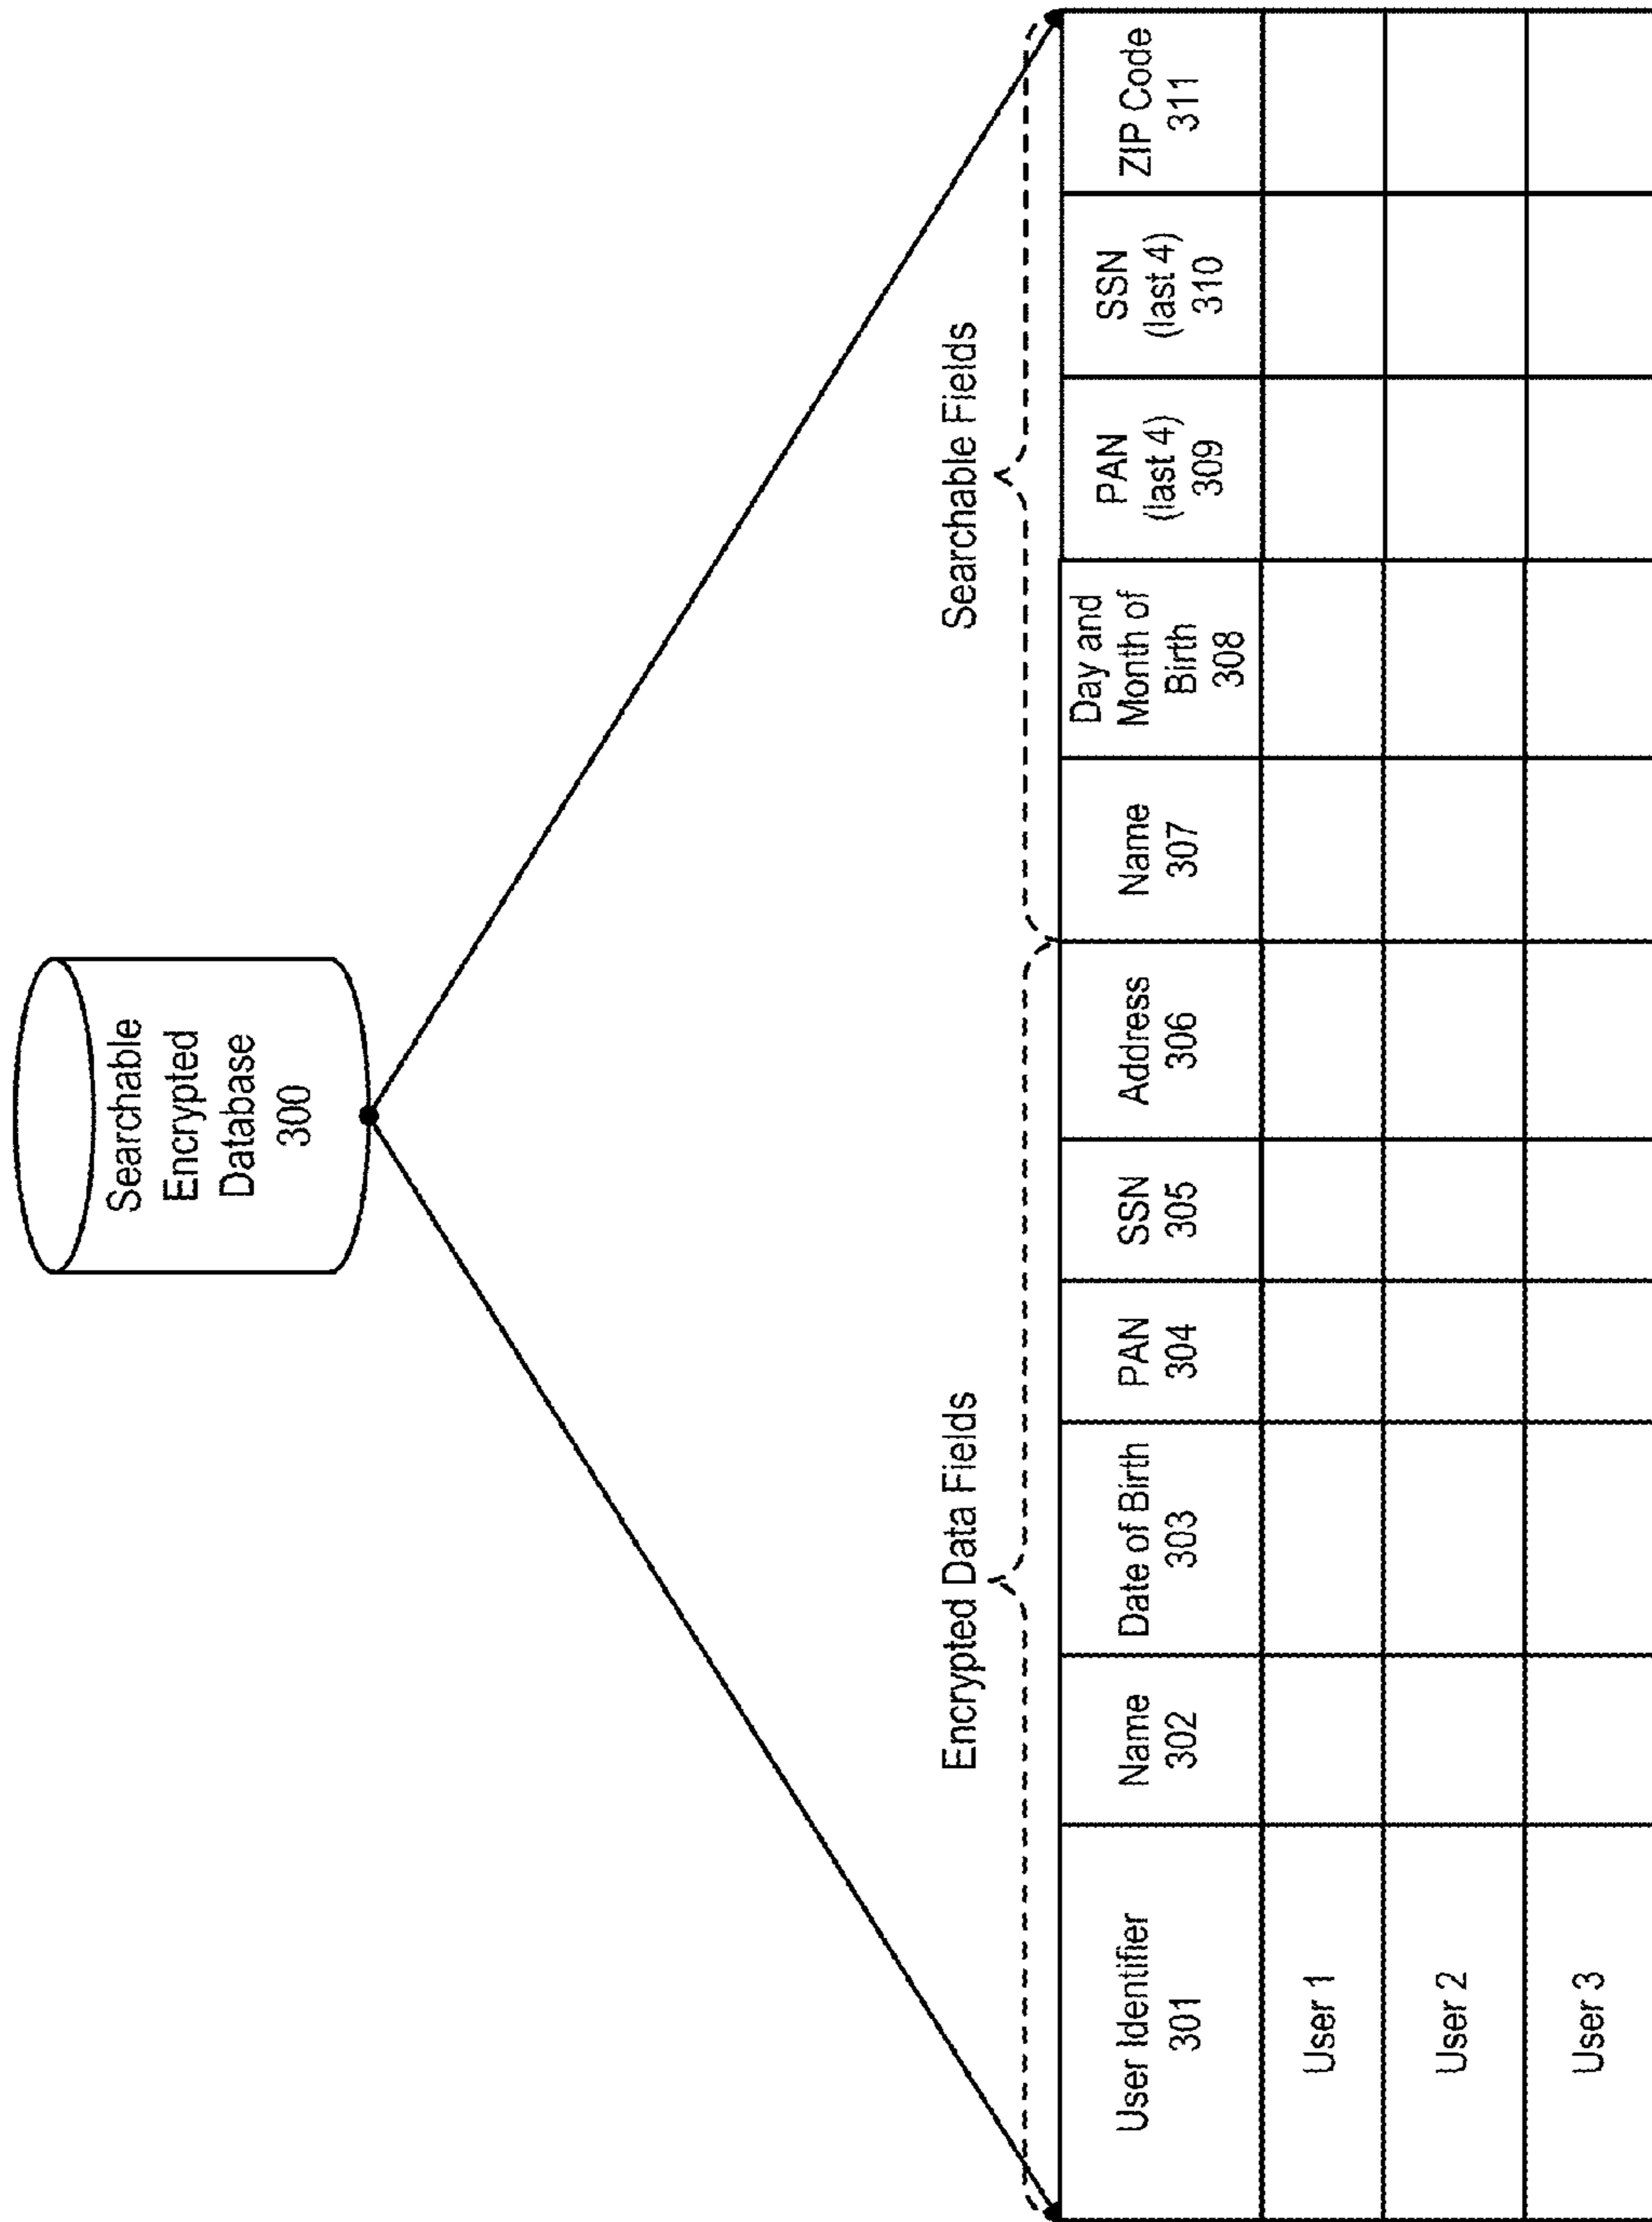 Searchable
Encrypted
Database
300
Encrypted Data Fields
Searchable Fields
User Identifier
301
Name
302
Date of Birth
303
PAN
304
SSN
305
Address
306
Name
307
Day and
Month of
Birth
308
PAN
(last 4)
309
SSN
(last 4)
310
ZIP Code
311
User 1
User 2
User 3